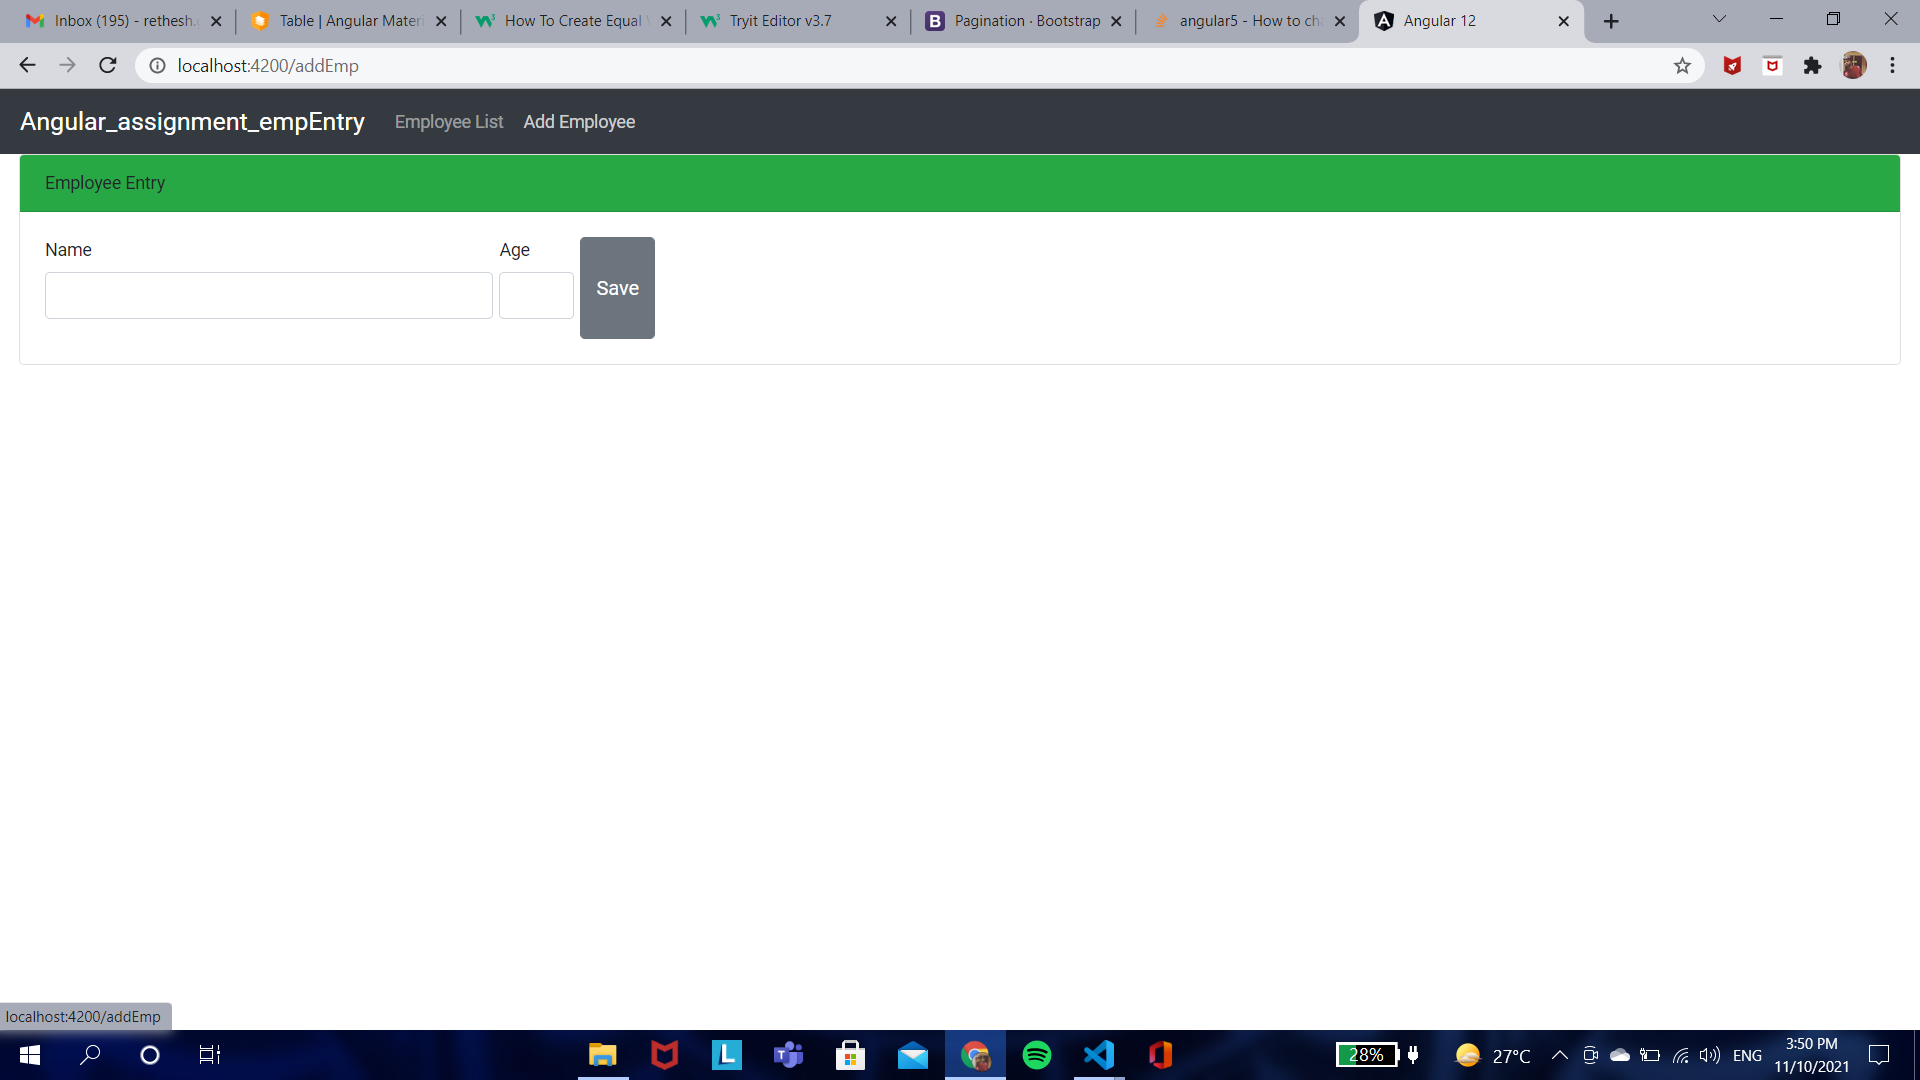 Inbox (195) - rethesh.
Table | Angular Materi
How To Create Equal
Tryit Editor v3.7
Pagination · Bootstrap
angular5 - How to ch
Angular 12
localhost:4200/addEmp
Angular_assignment_empEntry
Employee List
Add Employee
Employee Entry
Name
Age
Save
localhost:4200/addEmp
28%
27°C
ENG
3:50 PM
11/10/2021